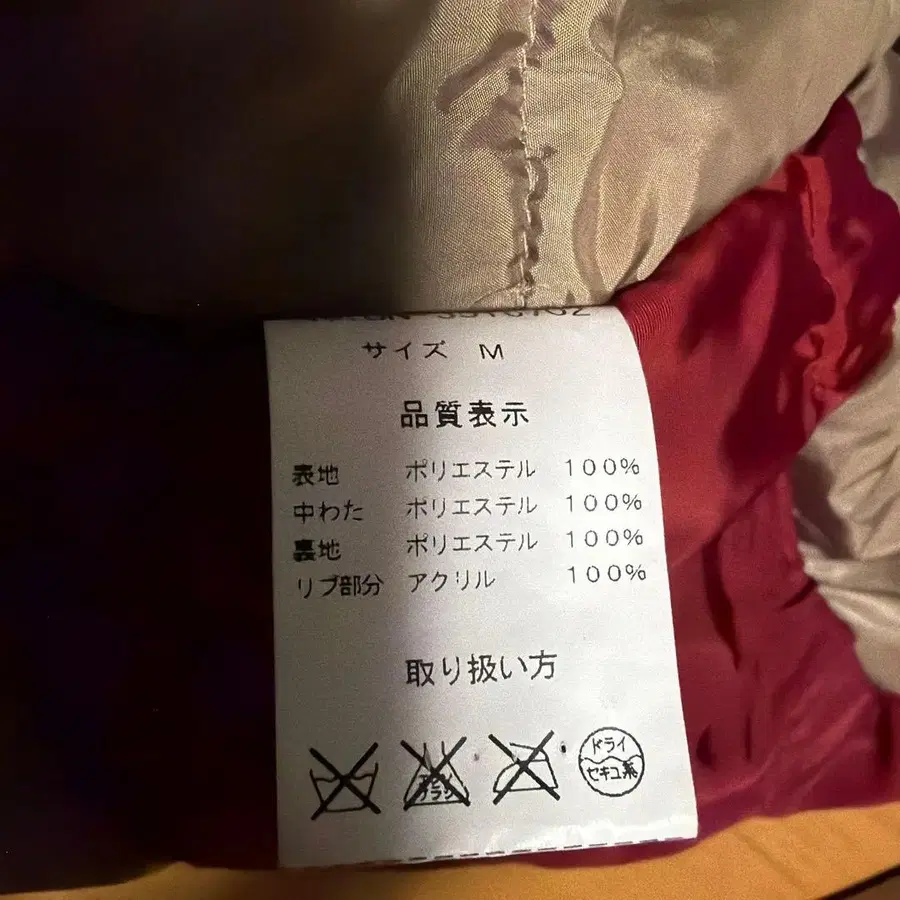 サイズ M
品質表示
表地 ポリエステル 100%
中わた ポリエステル 100%
裏地 ポリエステル 100%
リブ部分 アクリル 100%
取り扱い方
ドライ
セキユ系